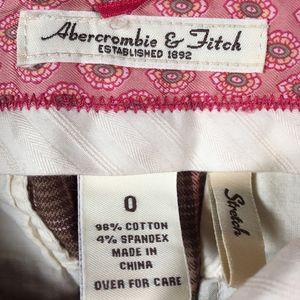 Abercrombie & Fitch
ESTABLISHED 1892
0
96% COTTON
4% SPANDEX
MADE IN
CHINA
OVER FOR CARE
Stretch